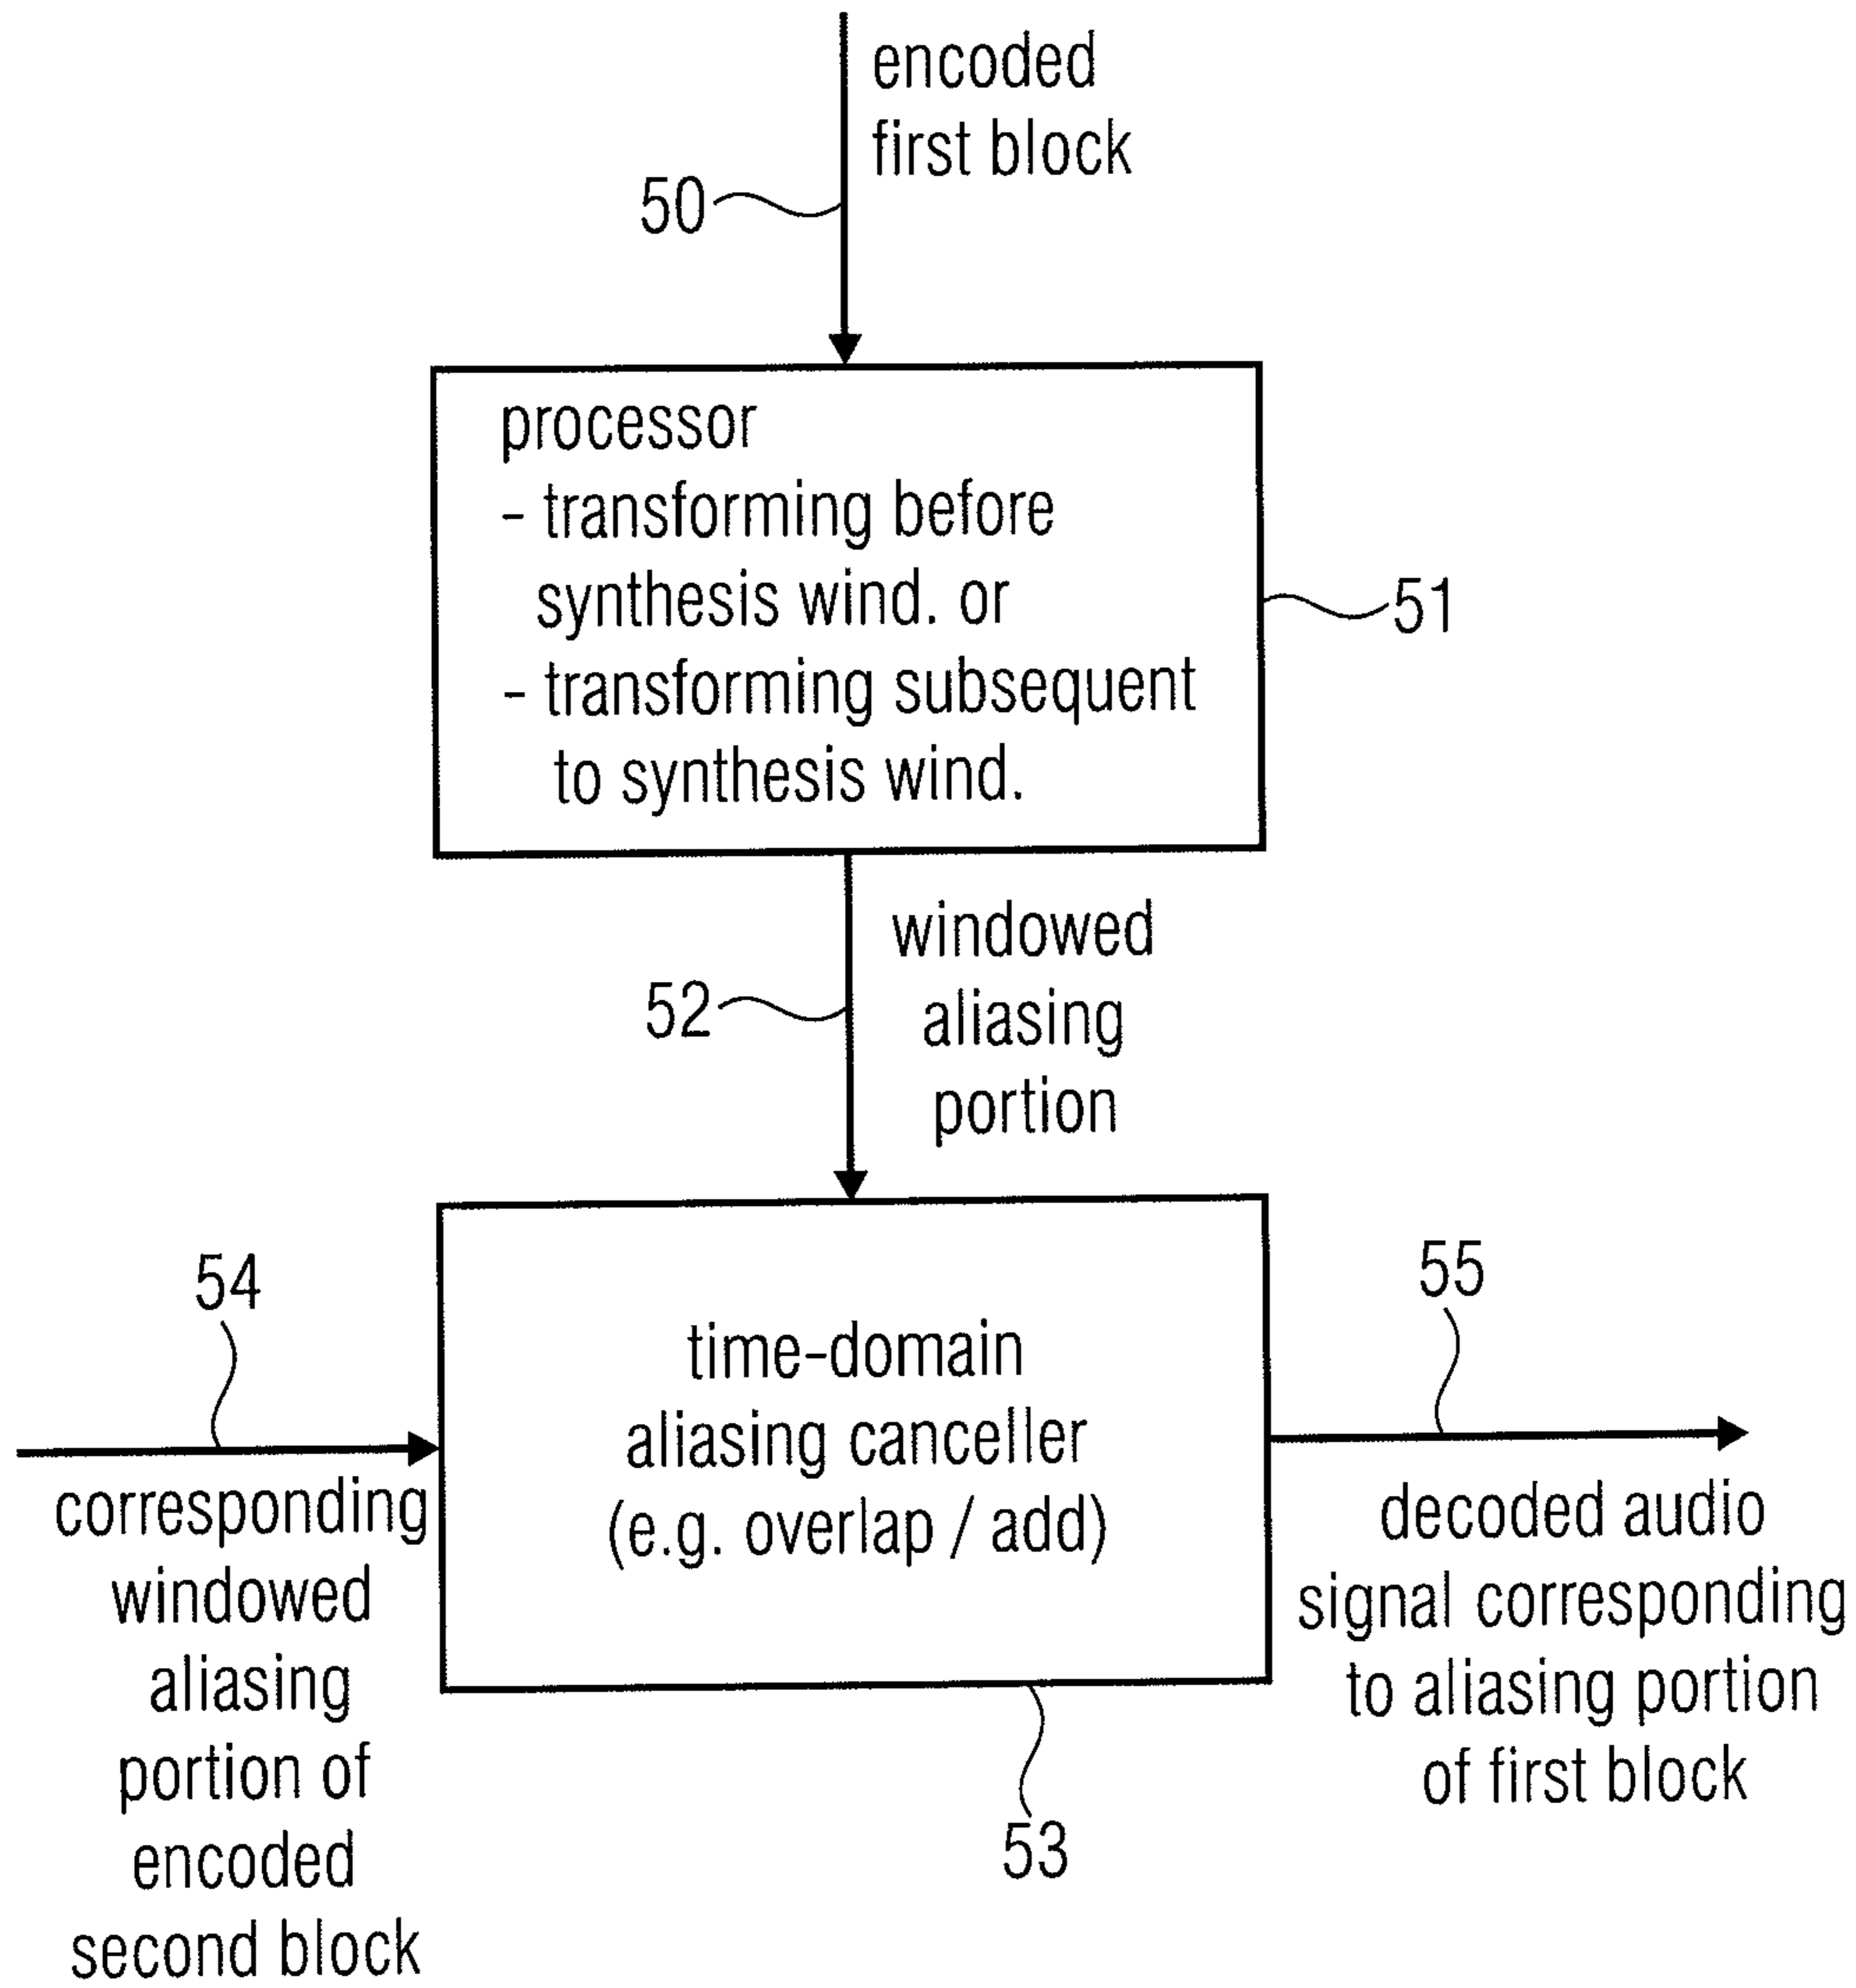 encoded
first block
50
processor
- transforming before
synthesis wind. or
- transforming subsequent
to synthesis wind.
51
windowed
aliasing
portion
52
54
55
time-domain
aliasing canceller
(e.g. overlap / add)
corresponding
windowed
aliasing
portion of
encoded
second block
decoded audio
signal corresponding
to aliasing portion
of first block
53